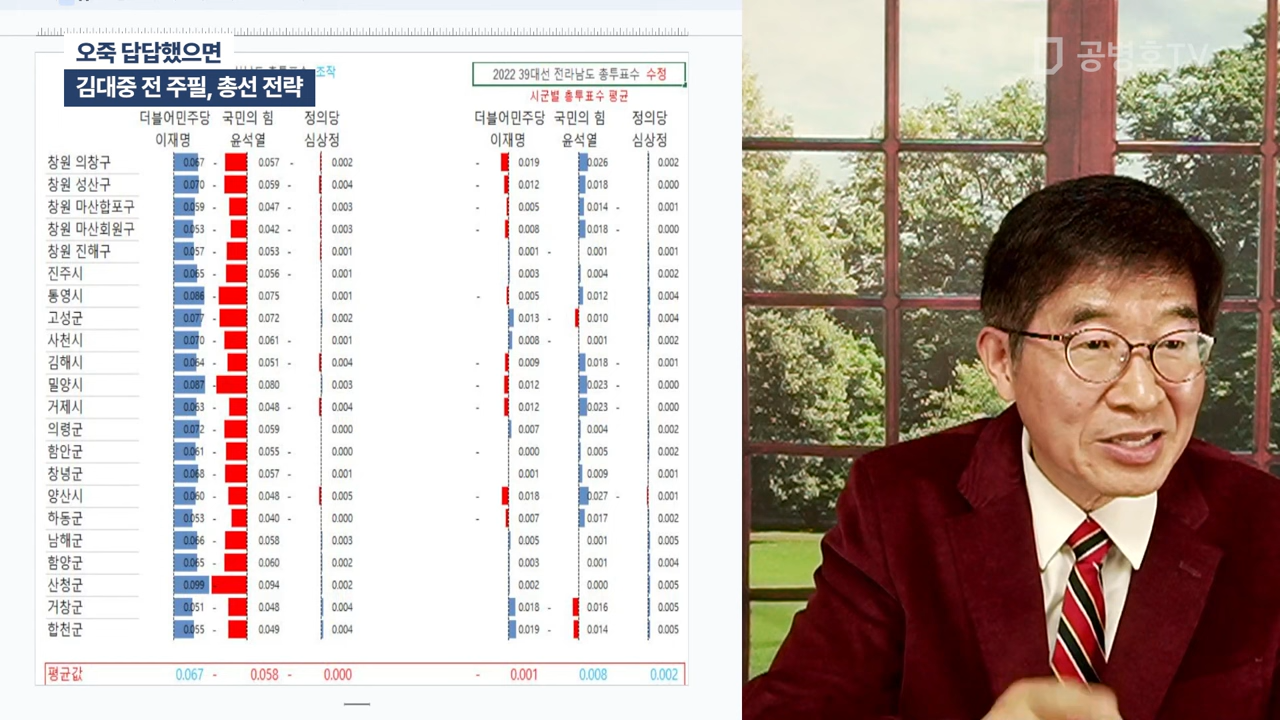 오죽 답답했으면
김대중 전 주필, 총선 전략
조작
2022 39대선 전라남도 총투표수 수정
시군별 총투표수 평균
더불어민주당 국민의 힘 정의당 더불어민주당 국민의 힘 정의당
이재명 윤석열 심상정 이재명 윤석열 심상정
창원 의창구 0.067 - 0.057 - 0.002 - 0.019 0.026 0.002
창원 성산구 0.070 - 0.059 - 0.004 - 0.012 0.018 0.000
창원 마산합포구 0.059 - 0.047 - 0.003 - 0.005 0.014 - 0.001
창원 마산회원구 0.053 - 0.042 - 0.003 - 0.008 0.018 - 0.000
창원 진해구 0.057 - 0.053 - 0.001 0.001 - 0.001 0.001
진주시 0.065 - 0.056 - 0.001 0.003 0.004 0.002
통영시 0.086 - 0.075 0.001 - 0.005 0.012 0.004
고성군 0.077 - 0.072 0.002 0.013 - 0.010 0.004
사천시 0.070 - 0.061 - 0.001 0.008 - 0.001 0.002
김해시 0.064 - 0.051 - 0.004 - 0.009 0.018 - 0.001
밀양시 0.087 - 0.080 0.003 - 0.012 0.023 - 0.000
거제시 0.063 - 0.048 - 0.004 - 0.012 0.023 - 0.000
의령군 0.072 - 0.059 0.000 0.007 0.004 0.002
함안군 0.061 - 0.055 - 0.000 0.000 0.005 0.002
창녕군 0.068 - 0.057 - 0.001 0.001 0.009 0.001
양산시 0.060 - 0.048 - 0.005 - 0.018 0.027 - 0.001
하동군 0.053 - 0.040 - 0.000 - 0.007 0.017 0.002
남해군 0.066 - 0.058 0.003 0.005 0.001 0.005
함양군 0.065 - 0.060 0.002 0.003 0.001 0.004
산청군 0.099 - 0.094 0.002 0.002 0.000 0.005
거창군 0.051 - 0.048 0.004 0.018 - 0.016 0.005
합천군 0.055 - 0.049 0.004 0.019 - 0.014 0.005
평균값 0.067 - 0.058 - 0.000 - 0.001 0.008 0.002
공병호TV